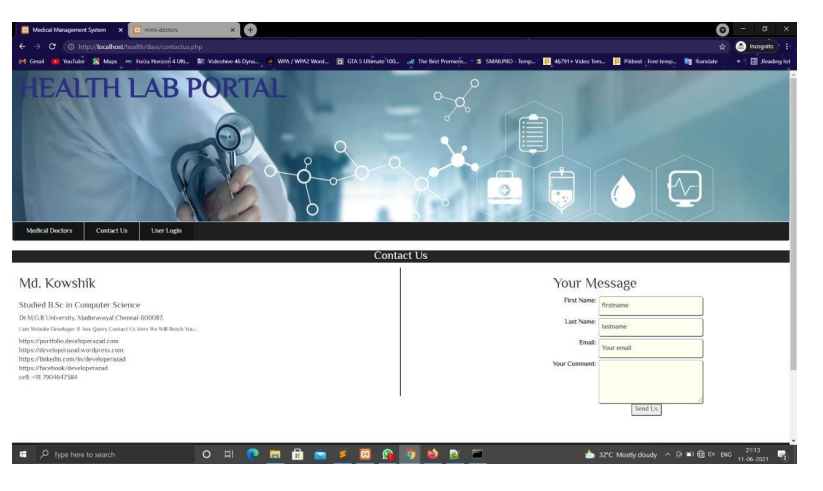 Medical Management System
mms-doctors
http://localhost/health/dass/contactus.php
Incognito
Gmail
YouTube
Maps
Forza Horizon 4 Ulti...
Videohive 46 Dyna...
WPA / WPA2 Word...
GTA 5 Ultimate 100...
The Best Premiere...
SMAILPRO - Temp...
46791+ Video Tem...
Pikbest - Free temp...
Translate
Reading list
HEALTH LAB PORTAL
Medical Doctors
Contact Us
User Login
Contact Us
Md. Kowshik
Studied B.Sc in Computer Science
Dr.M.G.R University, Maduravoyal Chennai-600087.
I am Website Developer If Any Query Contact Us Here We Will Reach You...
https://portfolio.developerazad.com
https://developerazad.wordpress.com
https://linkedin.com/in/developerazad
https://facebook/developerazad
cell: +91 7904647584
Your Message
First Name:
firstname
Last Name:
lastname
Email:
Your email
Your Comment:
Send Us
Type here to search
32°C Mostly cloudy
ENG
21:13
11-06-2021
2